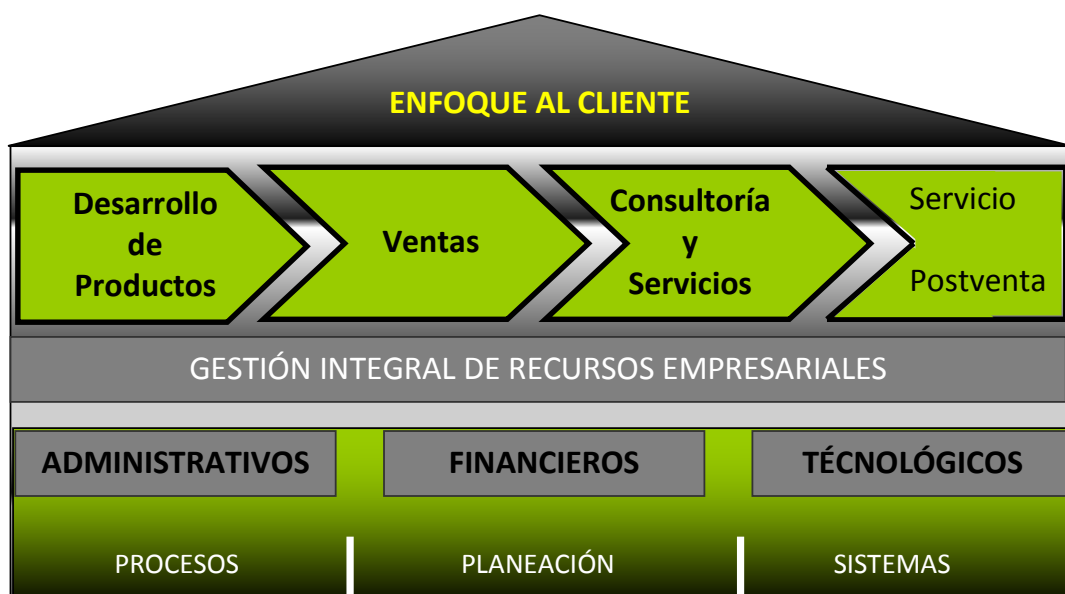 ENFOQUE AL CLIENTE
Desarrollo
de
Productos
Ventas
Consultoría
y
Servicios
Servicio
Postventa
GESTIÓN INTEGRAL DE RECURSOS EMPRESARIALES
ADMINISTRATIVOS
FINANCIEROS
TÉCNOLÓGICOS
PROCESOS
PLANEACIÓN
SISTEMAS